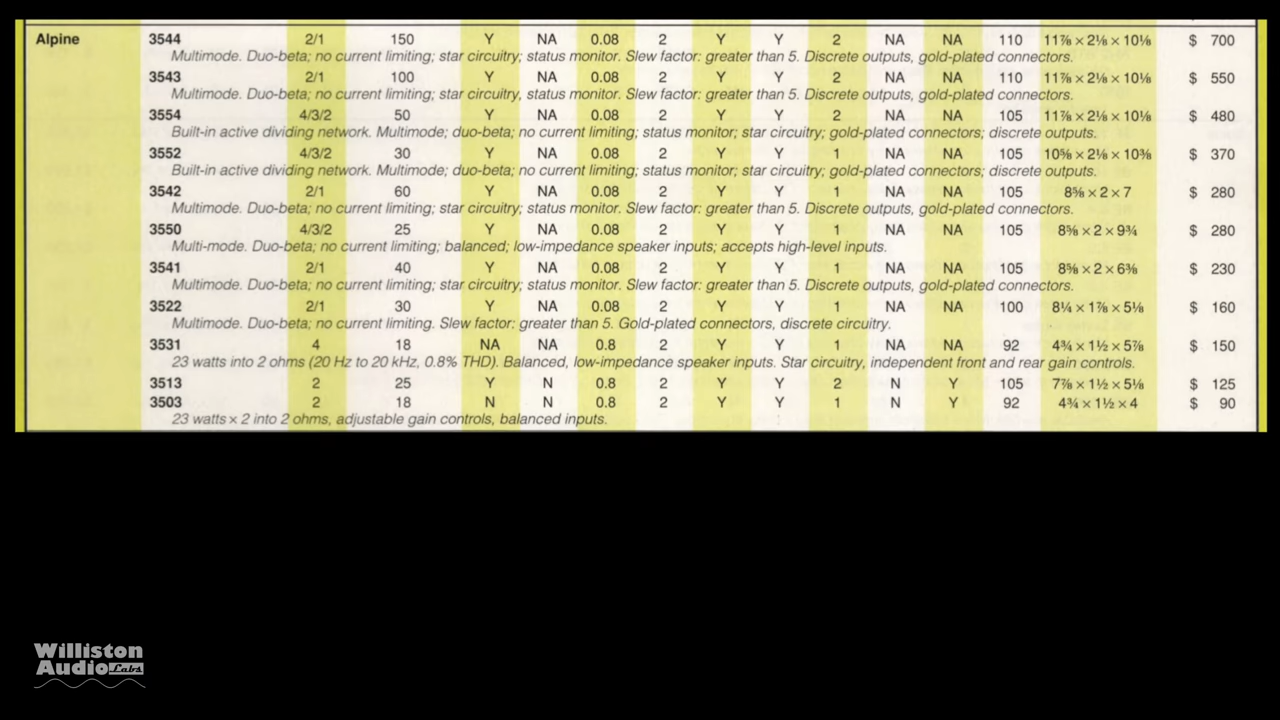 Alpine 3544 2/1 150 Y NA 0.08 2 Y Y 2 NA NA 110 11⅞ × 2⅛ × 10⅛ $ 700
Multimode. Duo-beta; no current limiting; star circuitry; status monitor. Slew factor: greater than 5. Discrete outputs, gold-plated connectors.
3543 2/1 100 Y NA 0.08 2 Y Y 2 NA NA 110 11⅞ × 2⅛ × 10⅛ $ 550
Multimode. Duo-beta; no current limiting; star circuitry, status monitor. Slew factor: greater than 5. Discrete outputs, gold-plated connectors.
3554 4/3/2 50 Y NA 0.08 2 Y Y 2 NA NA 105 11⅞ × 2⅛ × 10⅛ $ 480
Built-in active dividing network. Multimode; duo-beta; no current limiting; status monitor; star circuitry; gold-plated connectors; discrete outputs.
3552 4/3/2 30 Y NA 0.08 2 Y Y 1 NA NA 105 10⅝ × 2⅛ × 10⅜ $ 370
Built-in active dividing network. Multimode; duo-beta; no current limiting; status monitor; star circuitry; gold-plated connectors; discrete outputs.
3542 2/1 60 Y NA 0.08 2 Y Y 1 NA NA 105 8⅝ × 2 × 7 $ 280
Multimode. Duo-beta; no current limiting; star circuitry; status monitor. Slew factor: greater than 5. Discrete outputs, gold-plated connectors.
3550 4/3/2 25 Y NA 0.08 2 Y Y 1 NA NA 105 8⅝ × 2 × 9¾ $ 280
Multi-mode. Duo-beta; no current limiting; balanced; low-impedance speaker inputs; accepts high-level inputs.
3541 2/1 40 Y NA 0.08 2 Y Y 1 NA NA 105 8⅝ × 2 × 6⅜ $ 230
Multimode. Duo-beta; no current limiting; star circuitry; status monitor. Slew factor: greater than 5. Discrete outputs, gold-plated connectors.
3522 2/1 30 Y NA 0.08 2 Y Y 1 NA NA 100 8¼ × 1⅞ × 5⅛ $ 160
Multimode. Duo-beta; no current limiting. Slew factor: greater than 5. Gold-plated connectors, discrete circuitry.
3531 4 18 NA NA 0.8 2 Y Y 1 NA NA 92 4¾ × 1½ × 5⅞ $ 150
23 watts into 2 ohms (20 Hz to 20 kHz, 0.8% THD). Balanced, low-impedance speaker inputs. Star circuitry, independent front and rear gain controls.
3513 2 25 Y N 0.8 2 Y Y 2 N Y 105 7⅞ × 1½ × 5⅛ $ 125
3503 2 18 N N 0.8 2 Y Y 1 N Y 92 4¾ × 1½ × 4 $ 90
23 watts × 2 into 2 ohms, adjustable gain controls, balanced inputs.
Williston
Audio Labs